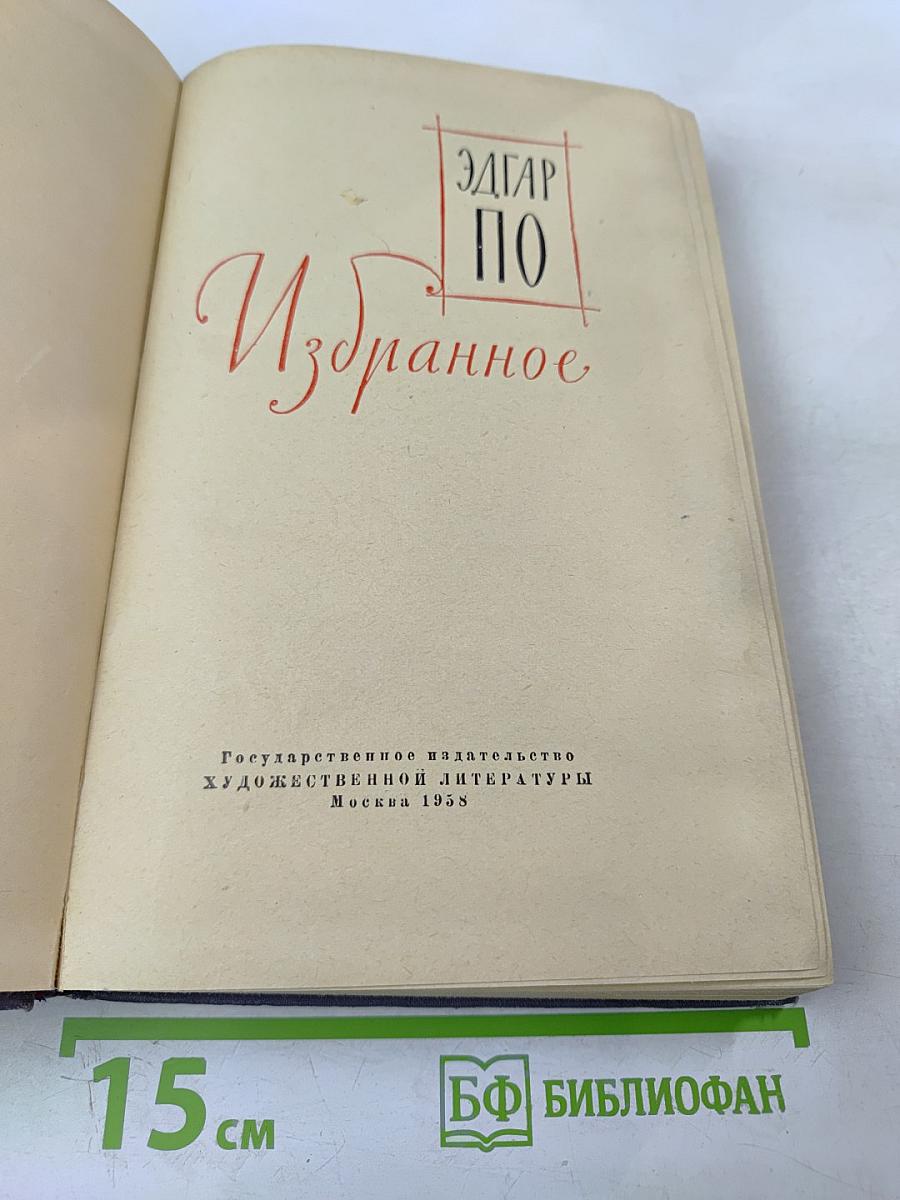 ЭДГАР
ПО
Избранное
Государственное издательство
ХУДОЖЕСТВЕННОЙ ЛИТЕРАТУРЫ
Москва 1958
15 см
БФ БИБЛИОФАН